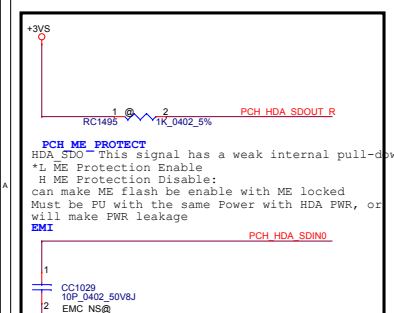 +3VS
1 @ 2 PCH_HDA_SDOUT_R
RC1495 1K_0402_5%
PCH_ME_PROTECT
HDA_SDO This signal has a weak internal pull-dow
*L ME Protection Enable
H ME Protection Disable:
can make ME flash be enable with ME locked
Must be PU with the same Power with HDA PWR, or
will make PWR leakage
EMI
PCH_HDA_SDIN0
A
1
CC1029
10P_0402_50V8J
2 EMC_NS@